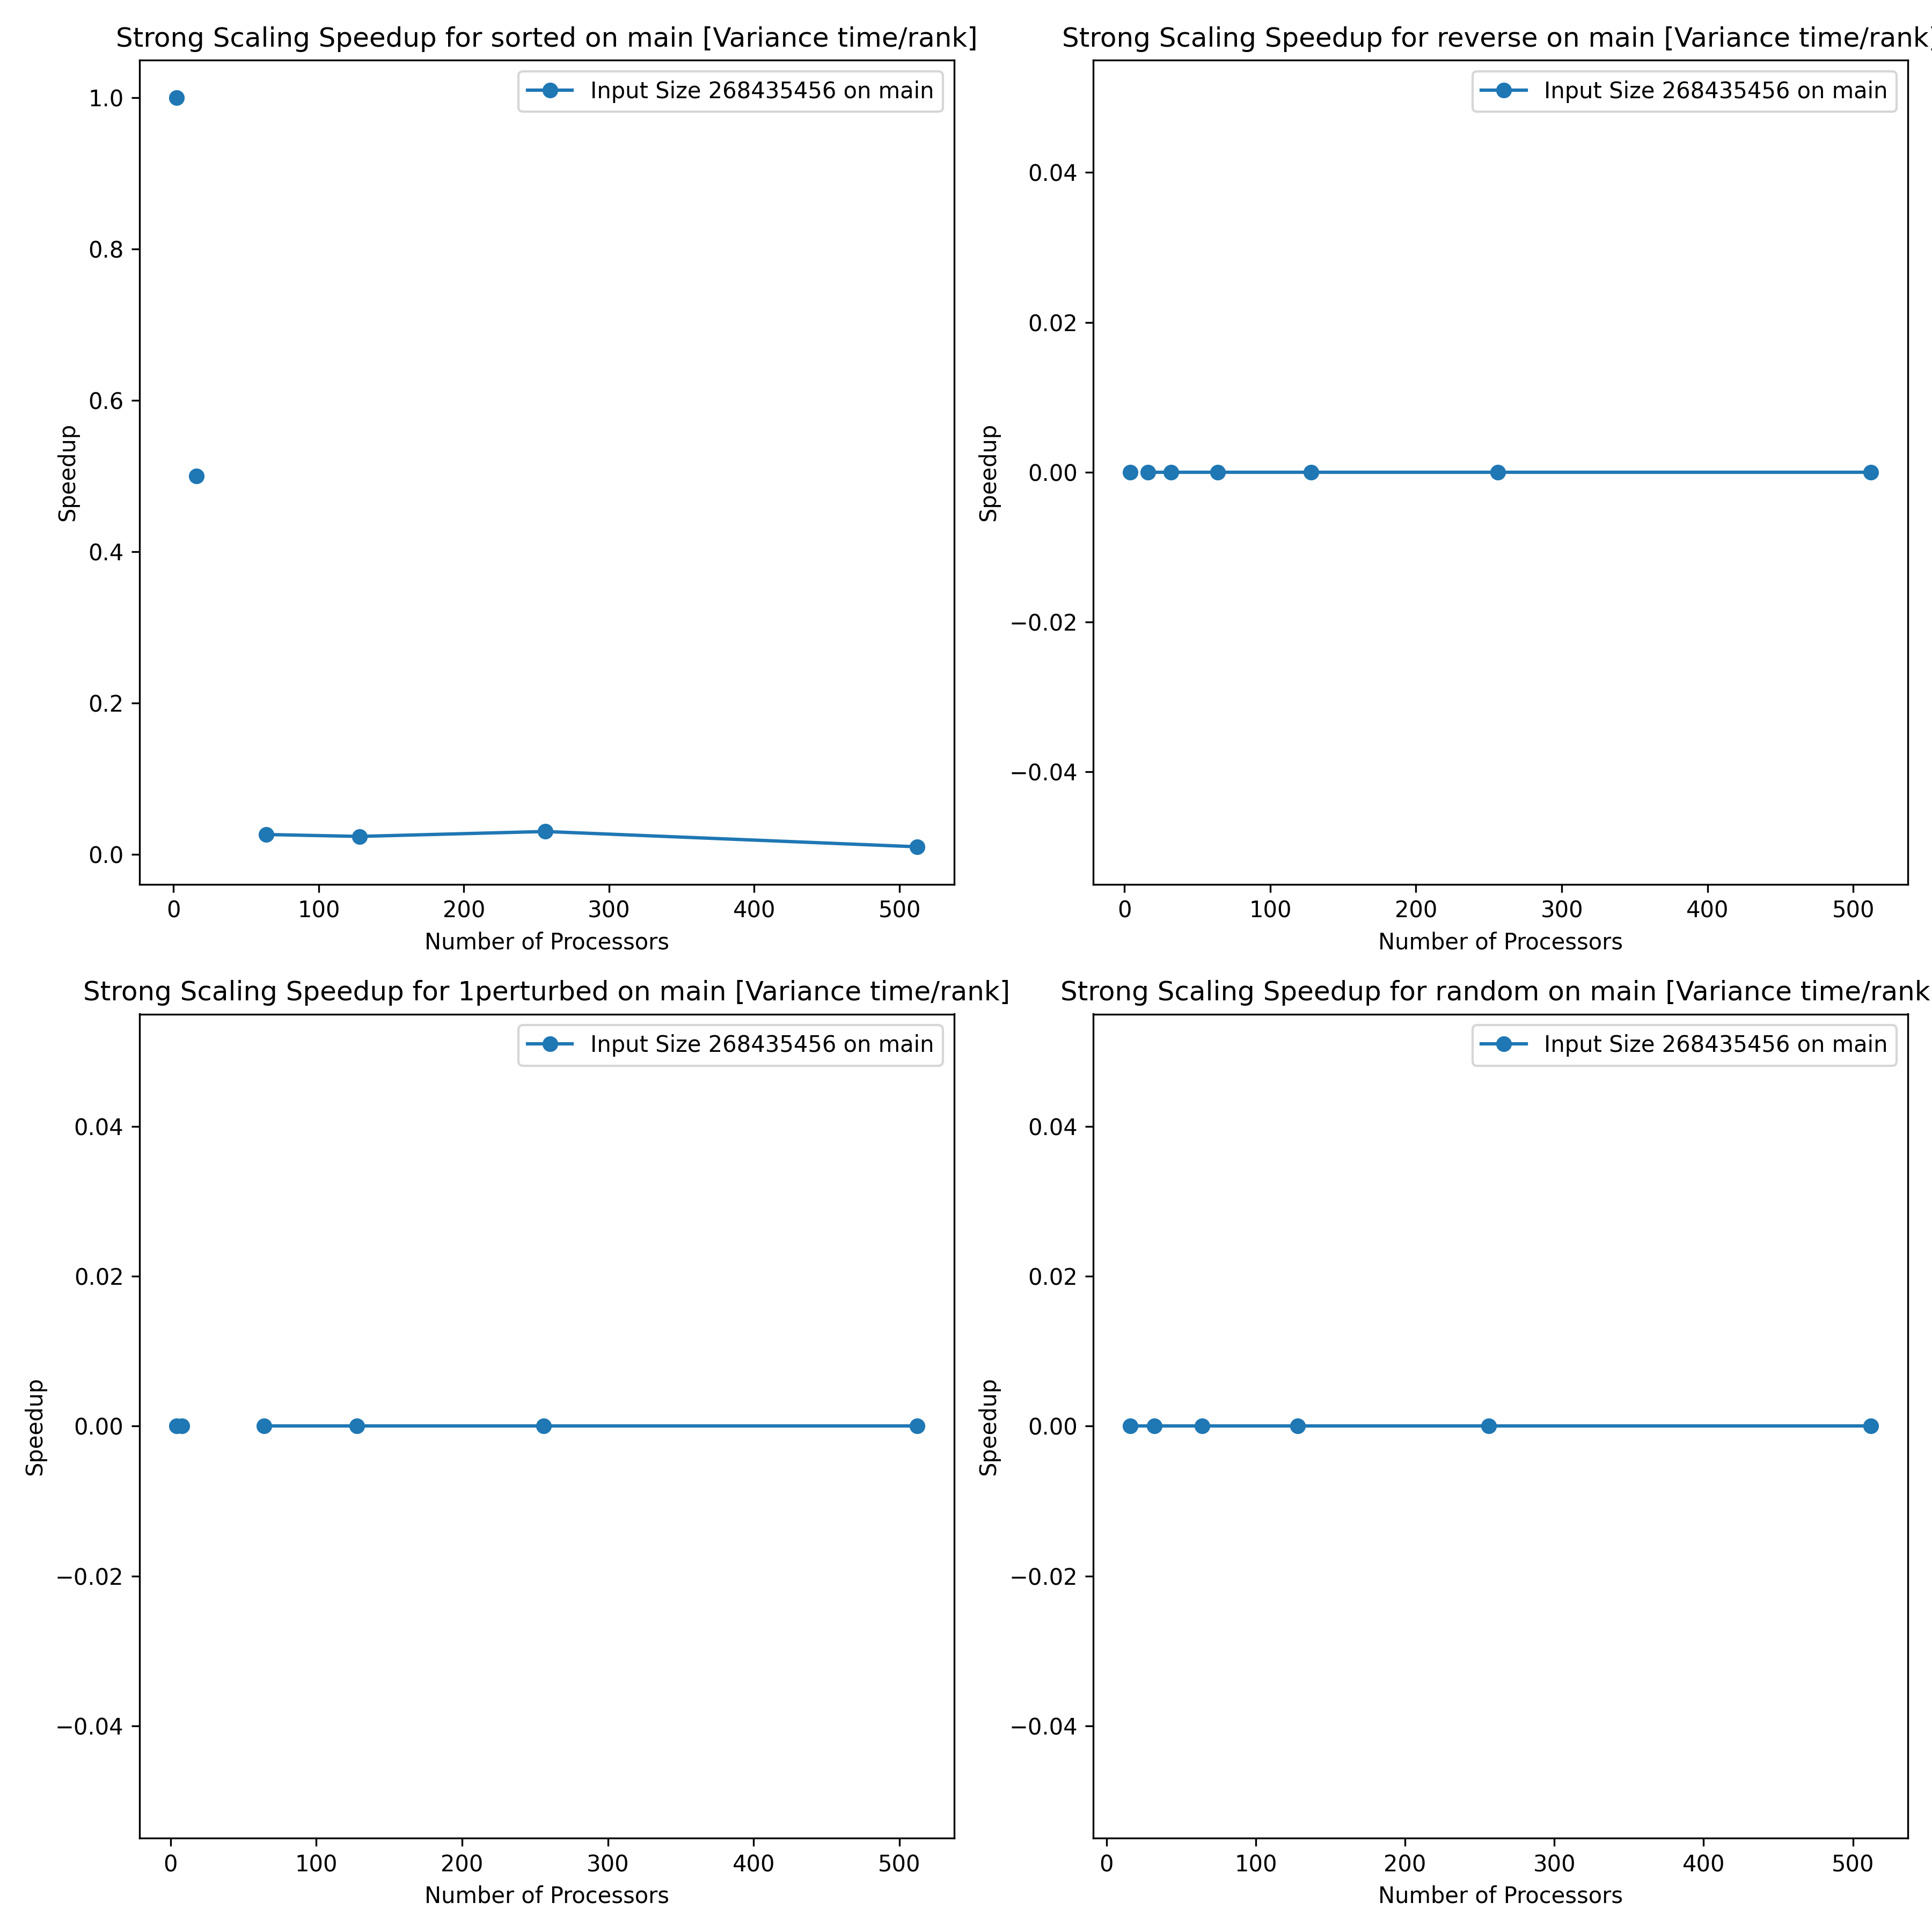 Strong Scaling Speedup for sorted on main [Variance time/rank]
Input Size 268435456 on main
1.0
0.8
0.6
0.4
0.2
0.0
Speedup
0 100 200 300 400 500
Number of Processors
Strong Scaling Speedup for reverse on main [Variance time/rank]
Input Size 268435456 on main
0.04
0.02
0.00
−0.02
−0.04
Speedup
0 100 200 300 400 500
Number of Processors
Strong Scaling Speedup for 1perturbed on main [Variance time/rank]
Input Size 268435456 on main
0.04
0.02
0.00
−0.02
−0.04
Speedup
0 100 200 300 400 500
Number of Processors
Strong Scaling Speedup for random on main [Variance time/rank
Input Size 268435456 on main
0.04
0.02
0.00
−0.02
−0.04
Speedup
0 100 200 300 400 500
Number of Processors